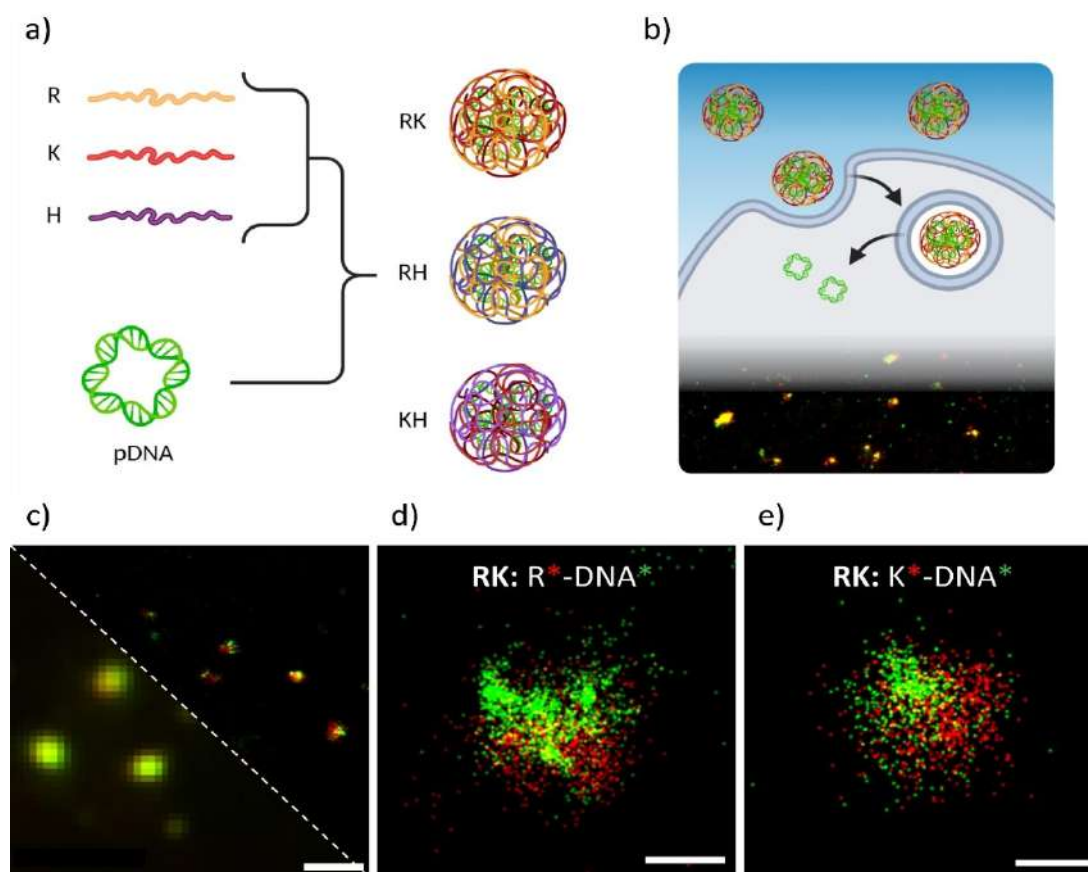 a)
R
K
H
pDNA
RK
RH
KH
b)
c)
d)
RK: R*-DNA*
e)
RK: K*-DNA*